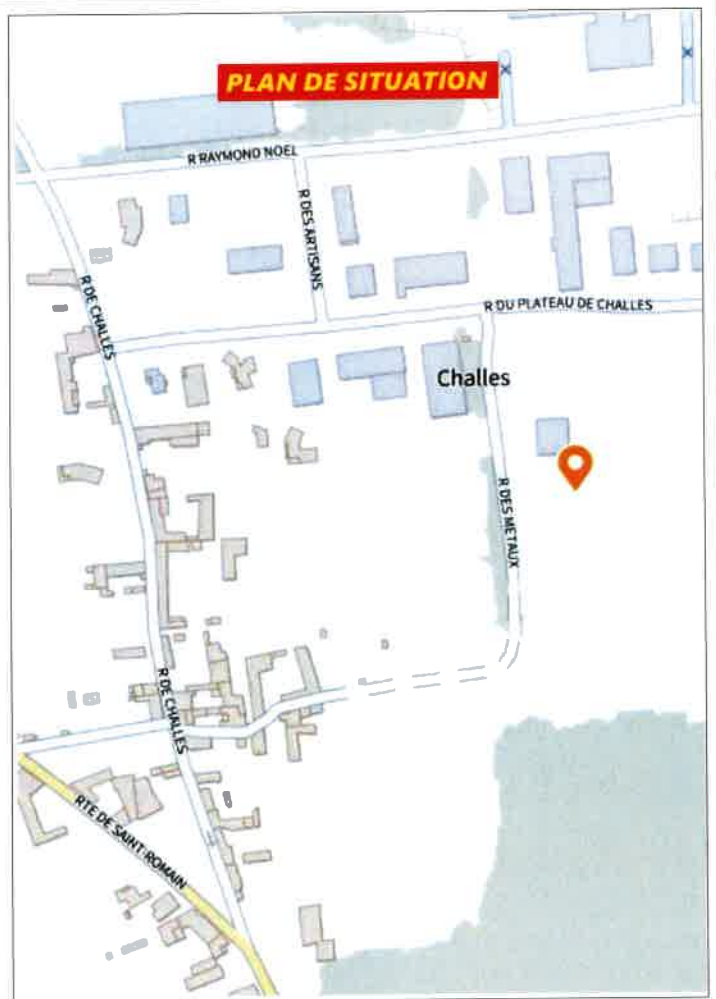 PLAN DE SITUATION
R RAYMOND NOEL
R DES ARTISANS
R DE CHALLES
R DU PLATEAU DE CHALLES
Challes
R DES METAUX
R DE CHALLES
RTE DE SAINT-ROMAIN